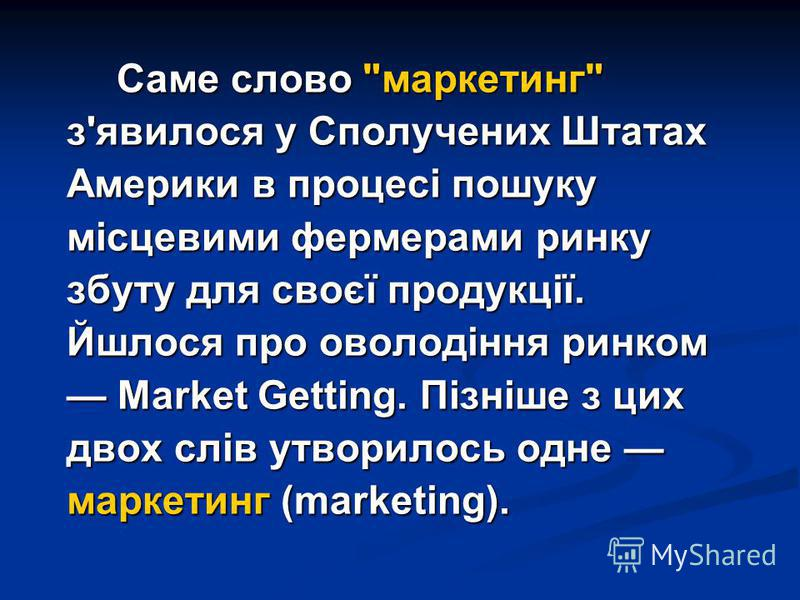 Саме слово "маркетинг"
з'явилося у Сполучених Штатах
Америки в процесі пошуку
місцевими фермерами ринку
збуту для своєї продукції.
Йшлося про оволодіння ринком
— Market Getting. Пізніше з цих
двох слів утворилось одне —
маркетинг (marketing).
MyShared